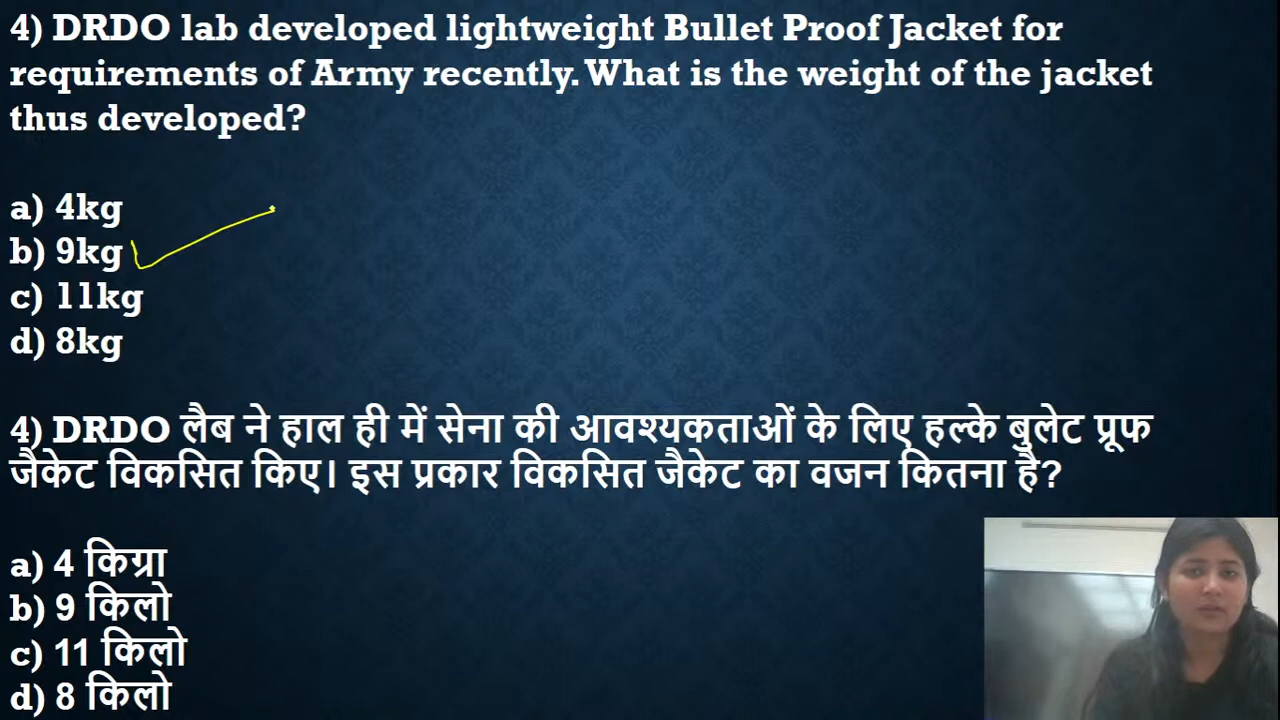 4) DRDO lab developed lightweight Bullet Proof Jacket for
requirements of Army recently. What is the weight of the jacket
thus developed?
a) 4kg
b) 9kg
c) 11kg
d) 8kg
4) DRDO लैब ने हाल ही में सेना की आवश्यकताओं के लिए हल्के बुलेट प्रूफ
जैकेट विकसित किए। इस प्रकार विकसित जैकेट का वजन कितना है?
a) 4 किग्रा
b) 9 किलो
c) 11 किलो
d) 8 किलो